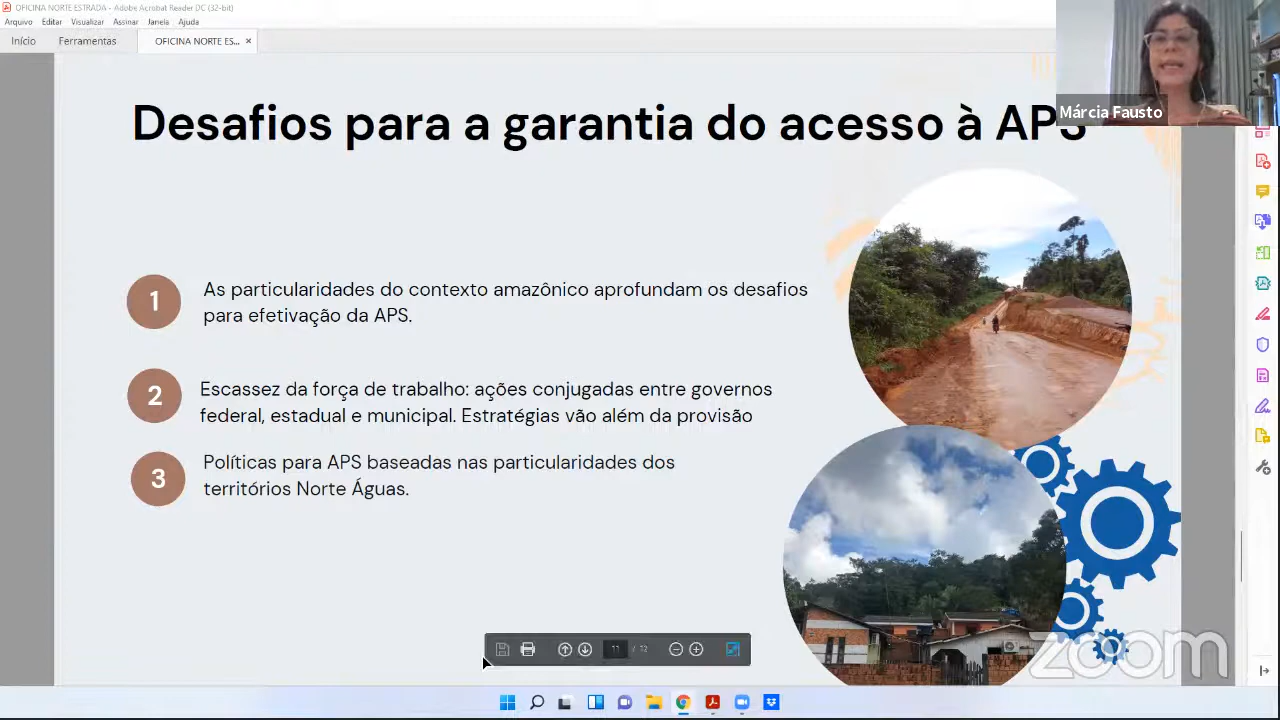 OFICINA NORTE ESTRADA - Adobe Acrobat Reader DC (32-bit)
Arquivo Editar Visualizar Assinar Janela Ajuda
Início Ferramentas OFICINA NORTE ES... ×
Márcia Fausto
Desafios para a garantia do acesso à APS
1
As particularidades do contexto amazônico aprofundam os desafios
para efetivação da APS.
2
Escassez da força de trabalho: ações conjugadas entre governos
federal, estadual e municipal. Estratégias vão além da provisão
3
Políticas para APS baseadas nas particularidades dos
territórios Norte Águas.
11 / 12
zoom